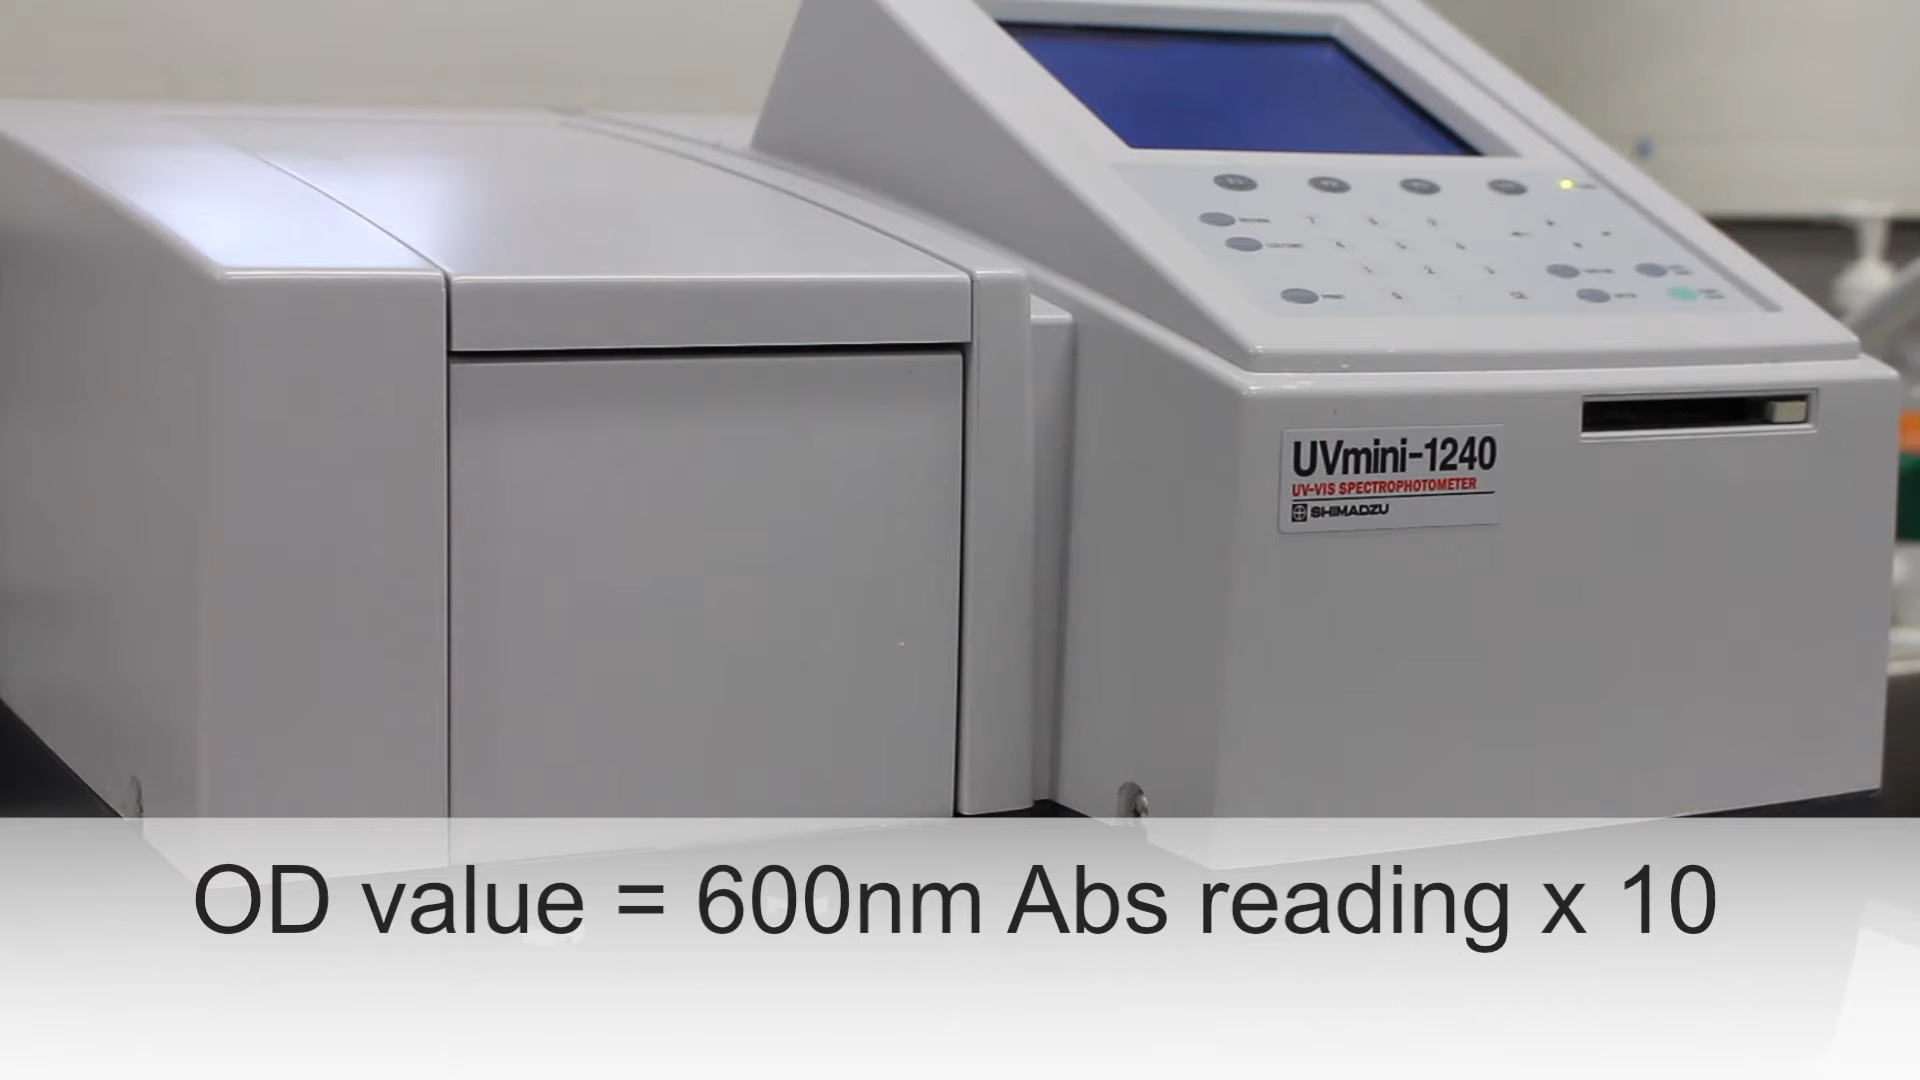 UVmini-1240
UV-VIS SPECTROPHOTOMETER
SHIMADZU
OD value = 600nm Abs reading x 10